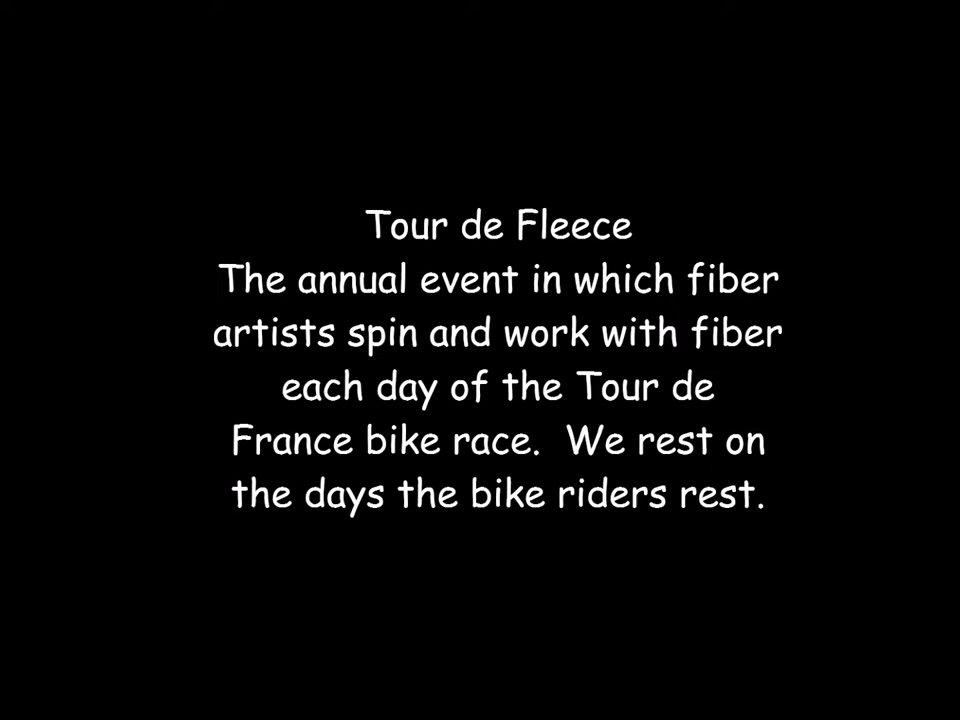 Tour de Fleece
The annual event in which fiber
artists spin and work with fiber
each day of the Tour de
France bike race.  We rest on
the days the bike riders rest.